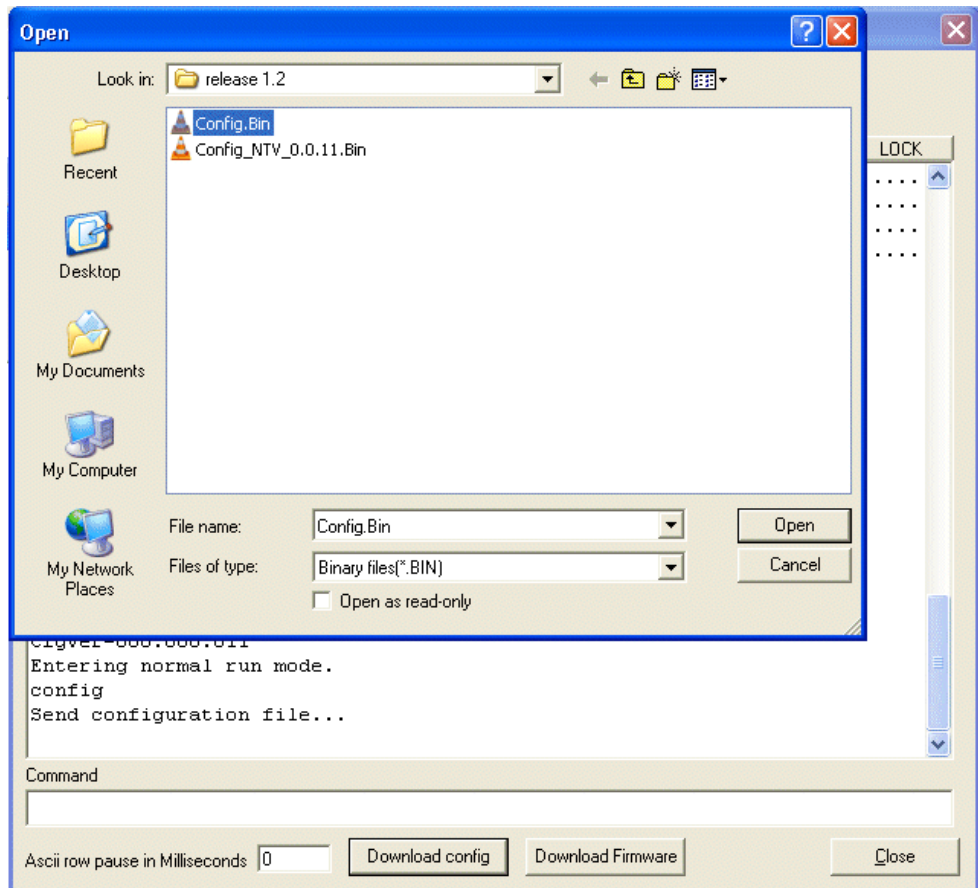 Open
Look in: release 1.2
Config.Bin
Config_NTV_0.0.11.Bin
Recent
Desktop
My Documents
My Computer
My Network
Places
File name: Config.Bin Open
Files of type: Binary files(*.BIN) Cancel
Open as read-only
LOCK
....
....
....
....
Entering normal run mode.
config
Send configuration file...
Command
Ascii row pause in Milliseconds 0 Download config Download Firmware Close